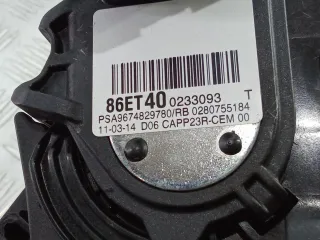 86ET40 0233093 T
PSA9674829780/RB 0280755184
11-03-14 D06 CAPP23R-CEM 00